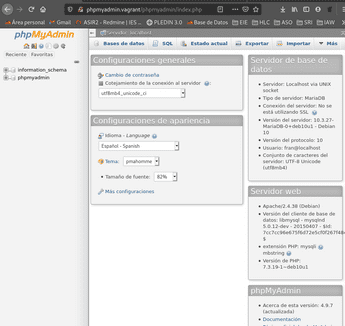 phpmyadmin.vagrant/phpmyadmin/index.php
Área personal
Gmail
ASIR2 - Redmine | IES ...
PLEDIN 3.0
Base de Datos
EIE
HLC
ASO
SRI
IAW
phpMyAdmin
Reciente Favoritas
information_schema
phpmyadmin
Servidor: localhost
Bases de datos
SQL
Estado actual
Exportar
Importar
Más
Configuraciones generales
Cambio de contraseña
Cotejamiento de la conexión al servidor
utf8mb4_unicode_ci
Configuraciones de apariencia
Idioma - Language
Español - Spanish
Tema: pmahomme
Tamaño de fuente: 82%
Más configuraciones
Servidor de base de
datos
Servidor: Localhost via UNIX
socket
Tipo de servidor: MariaDB
Conexión del servidor: No se
está utilizando SSL
Versión del servidor: 10.3.27-
MariaDB-0+deb10u1 - Debian
10
Versión del protocolo: 10
Usuario: fran@localhost
Conjunto de caracteres del
servidor: UTF-8 Unicode
(utf8mb4)
Servidor web
Apache/2.4.38 (Debian)
Versión del cliente de base de
datos: libmysql - mysqlnd
5.0.12-dev - 20150407 - $Id:
$
extensión PHP: mysqli
mbstring
Versión de PHP:
7.3.19-1~deb10u1
phpMyAdmin
Acerca de esta versión: 4.9.7
(actualizada)
Documentación